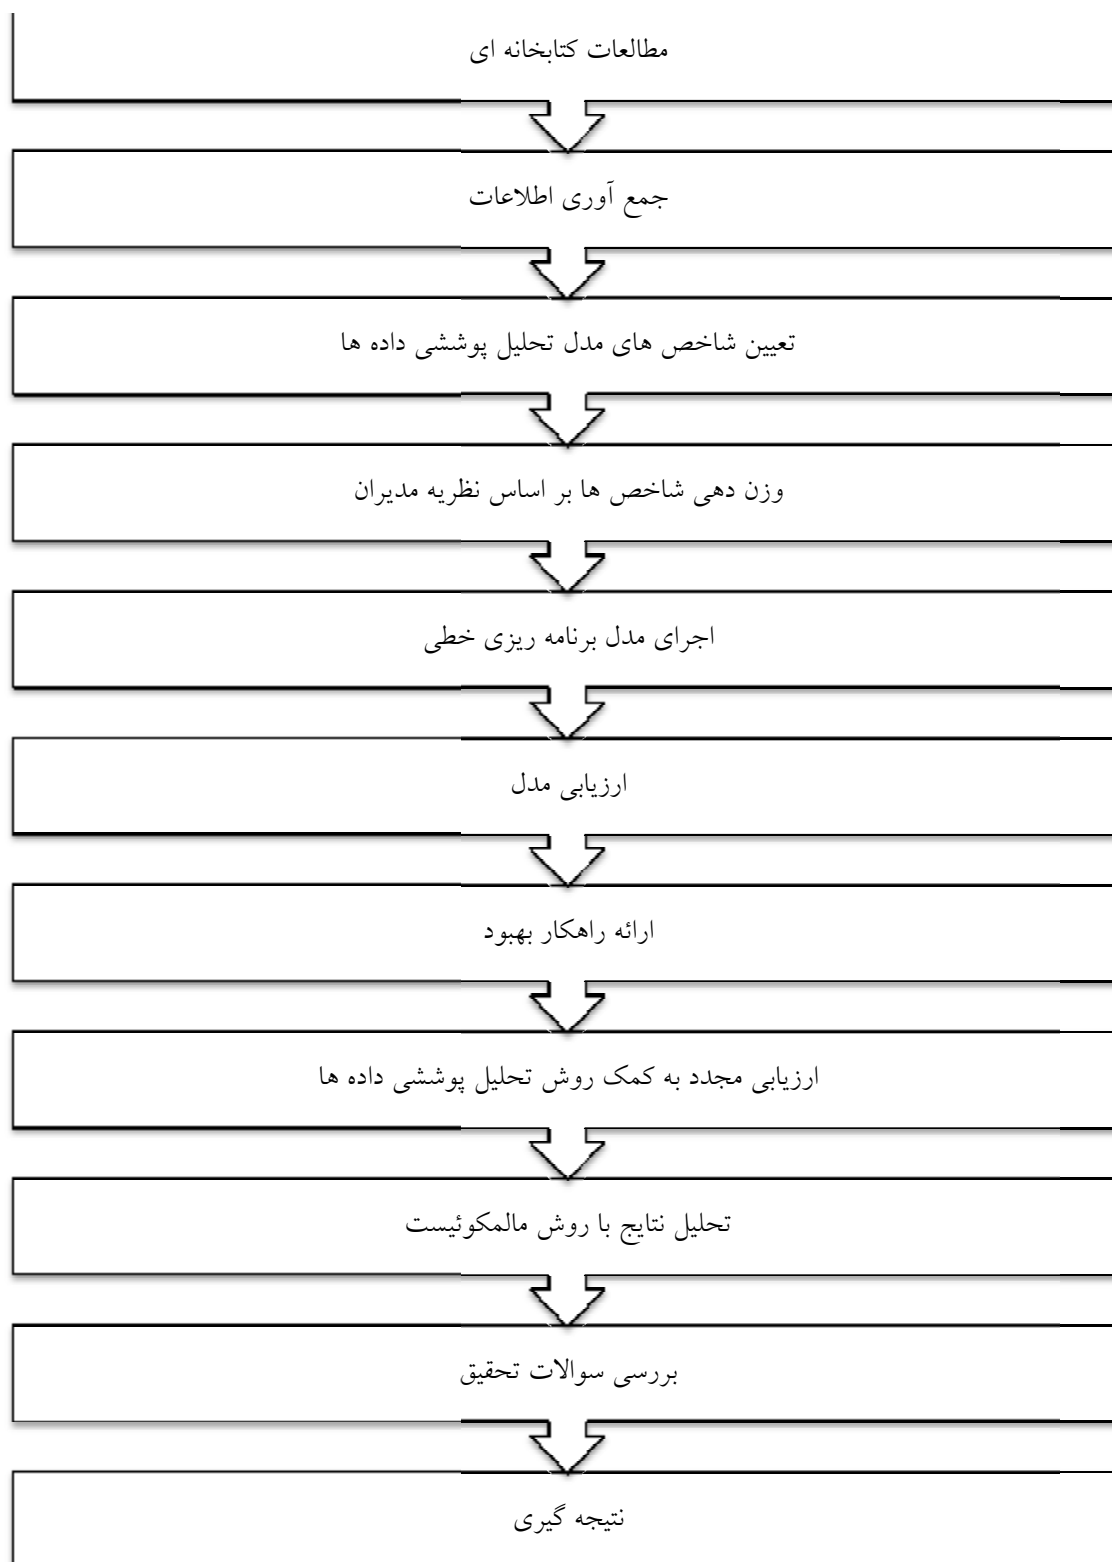 مطالعات کتابخانه ای
جمع آوری اطلاعات
تعیین شاخص های مدل تحلیل پوششی داده ها
وزن دهی شاخص ها بر اساس نظریه مدیران
اجرای مدل برنامه ریزی خطی
ارزیابی مدل
ارائه راهکار بهبود
ارزیابی مجدد به کمک روش تحلیل پوششی داده ها
تحلیل نتایج با روش مالمکوئیست
بررسی سوالات تحقیق
نتیجه گیری